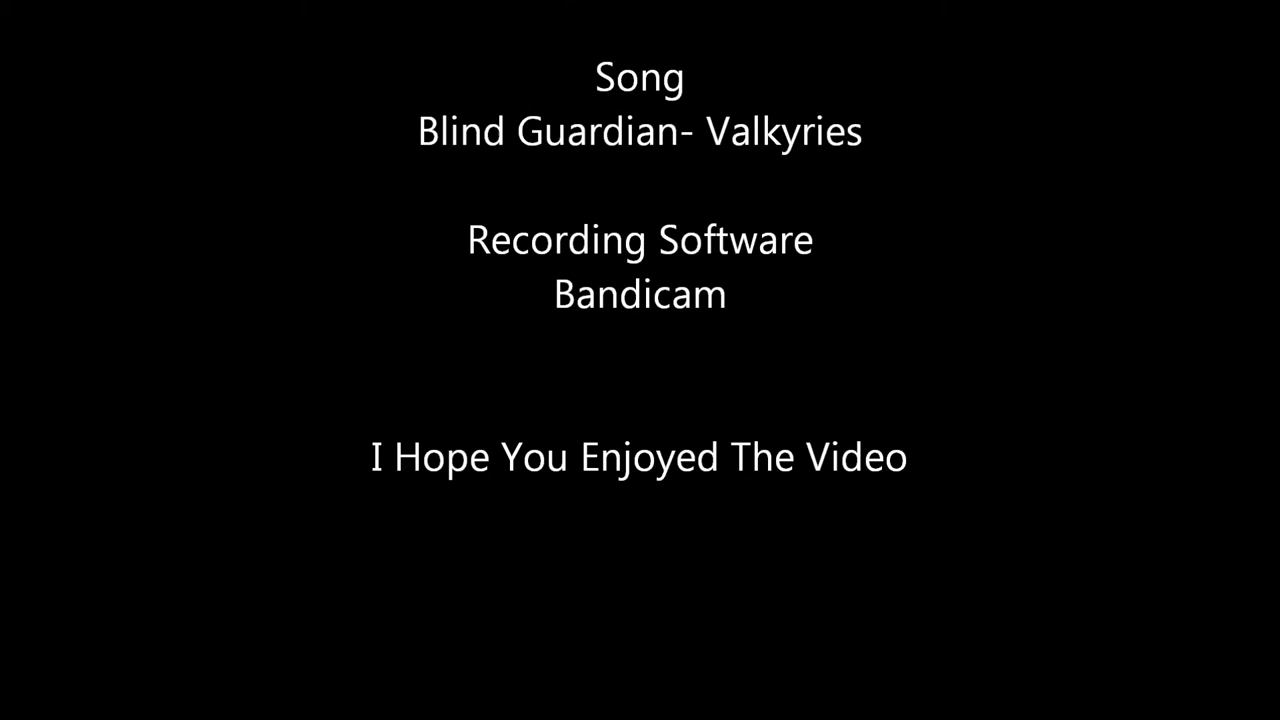 Song
Blind Guardian- Valkyries
Recording Software
Bandicam
I Hope You Enjoyed The Video